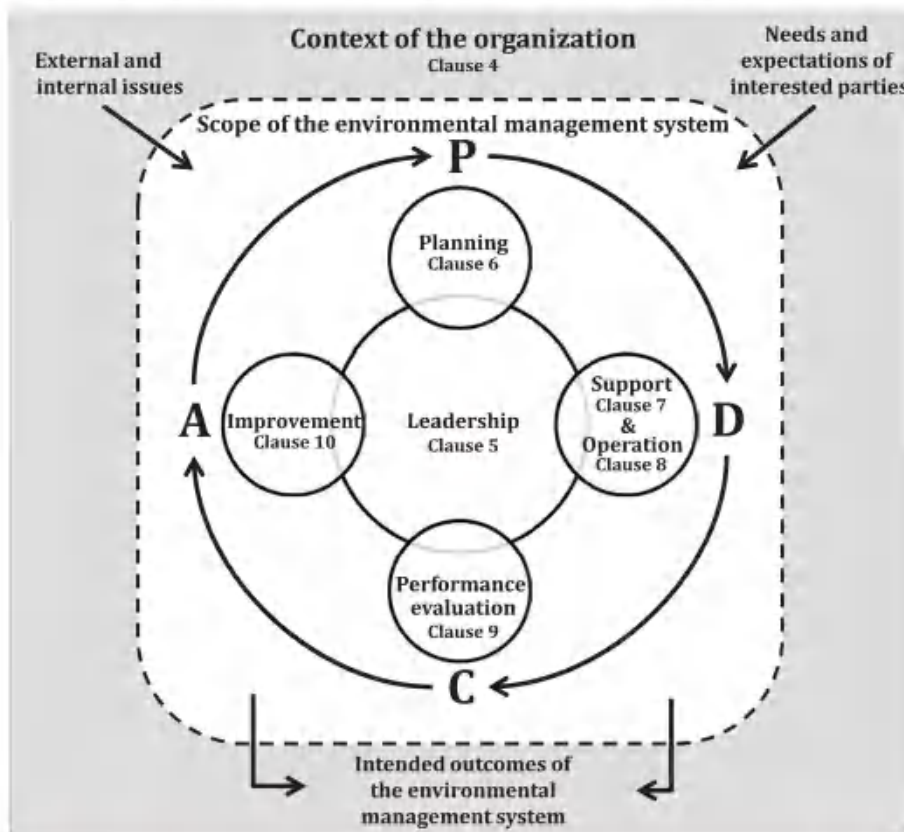 Context of the organization
Clause 4
External and
internal issues
Needs and
expectations of
interested parties
Scope of the environmental management system
P
Planning
Clause 6
A
Improvement
Clause 10
Leadership
Clause 5
Support
Clause 7
&
Operation
Clause 8
D
Performance
evaluation
Clause 9
C
Intended outcomes of
the environmental
management system